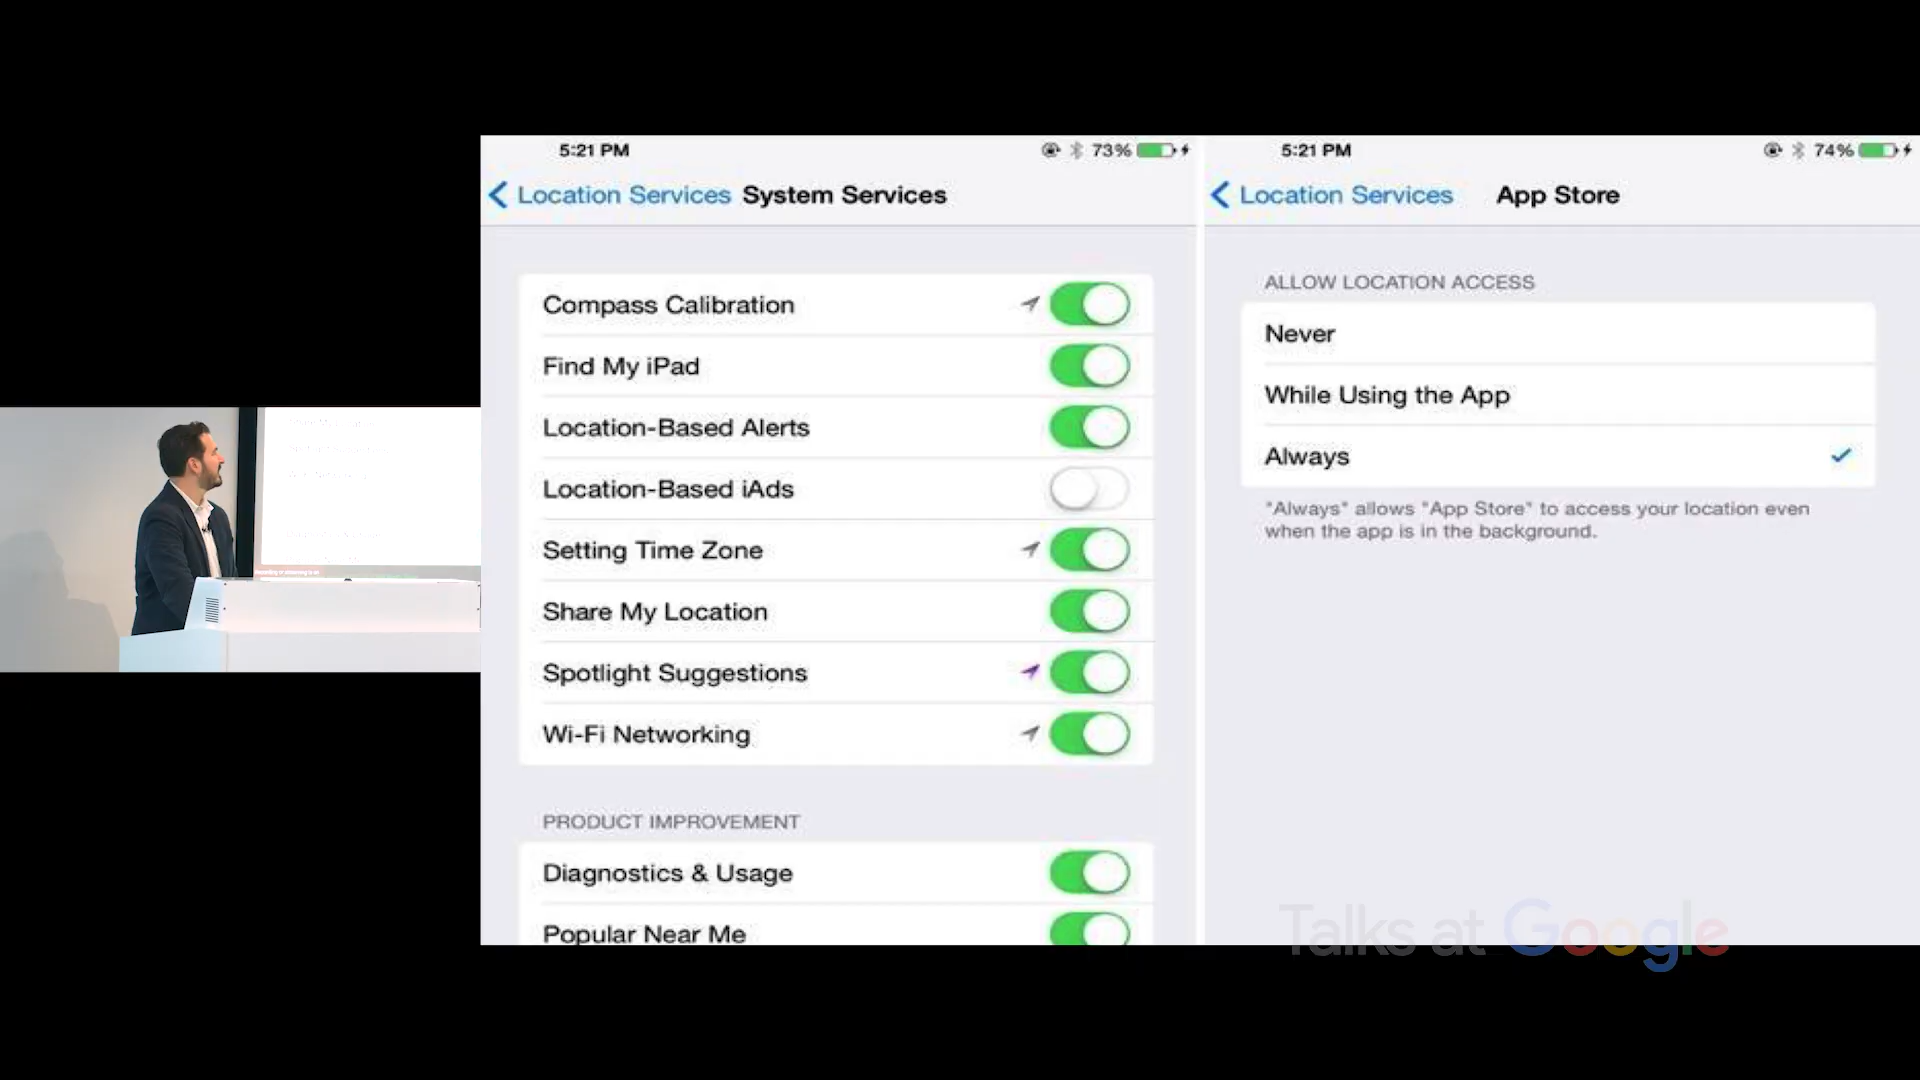 5:21 PM
73%
Location Services System Services
Compass Calibration
Find My iPad
Location-Based Alerts
Location-Based iAds
Setting Time Zone
Share My Location
Spotlight Suggestions
Wi-Fi Networking
PRODUCT IMPROVEMENT
Diagnostics & Usage
Popular Near Me
5:21 PM
74%
Location Services App Store
ALLOW LOCATION ACCESS
Never
While Using the App
Always
"Always" allows "App Store" to access your location even
when the app is in the background.
Talks at Google